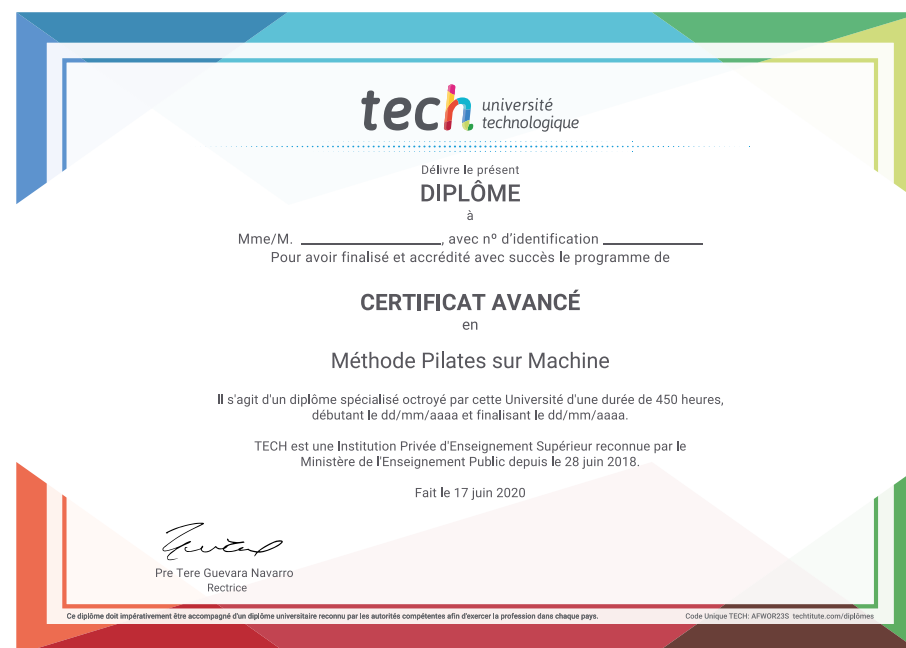 tech université
technologique
Délivre le présent
DIPLÔME
à
Mme/M. ____________________, avec nº d'identification ______________
Pour avoir finalisé et accrédité avec succès le programme de
CERTIFICAT AVANCÉ
en
Méthode Pilates sur Machine
Il s'agit d'un diplôme spécialisé octroyé par cette Université d'une durée de 450 heures,
débutant le dd/mm/aaaa et finalisant le dd/mm/aaaa.
TECH est une Institution Privée d'Enseignement Supérieur reconnue par le
Ministère de l'Enseignement Public depuis le 28 juin 2018.
Fait le 17 juin 2020
Pre Tere Guevara Navarro
Rectrice
Ce diplôme doit impérativement être accompagné d'un diplôme universitaire reconnu par les autorités compétentes afin d'exercer la profession dans chaque pays.
Code Unique TECH: AFWOR23S techtitute.com/diplômes